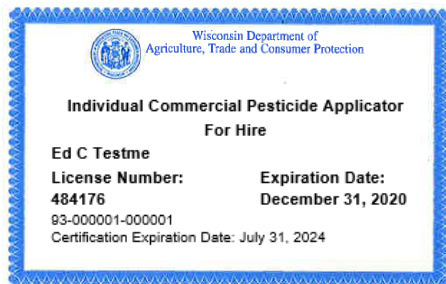 Wisconsin Department of
Agriculture, Trade and Consumer Protection
Individual Commercial Pesticide Applicator
For Hire
Ed C Testme
License Number: Expiration Date:
484176 December 31, 2020
93-000001-000001
Certification Expiration Date: July 31, 2024